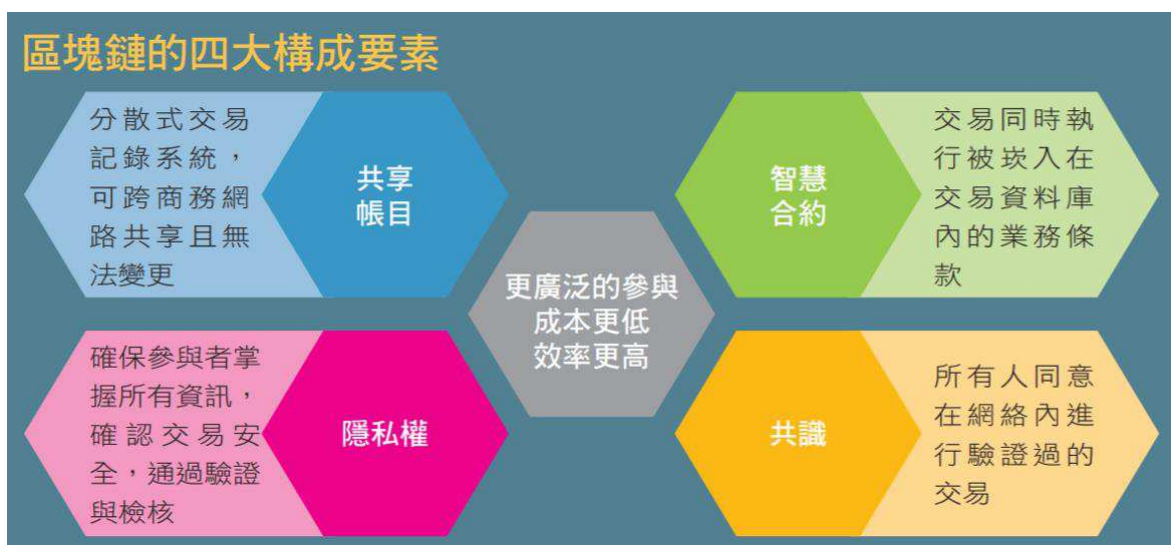 區塊鏈的四大構成要素
分散式交易
記錄系統，
可跨商務網
路共享且無
法變更
共享
帳目
智慧
合約
交易同時執
行被崁入在
交易資料庫
內的業務條
款
更廣泛的參與
成本更低
效率更高
確保參與者掌
握所有資訊，
確認交易安
全，通過驗證
與檢核
隱私權
共識
所有人同意
在網絡內進
行驗證過的
交易